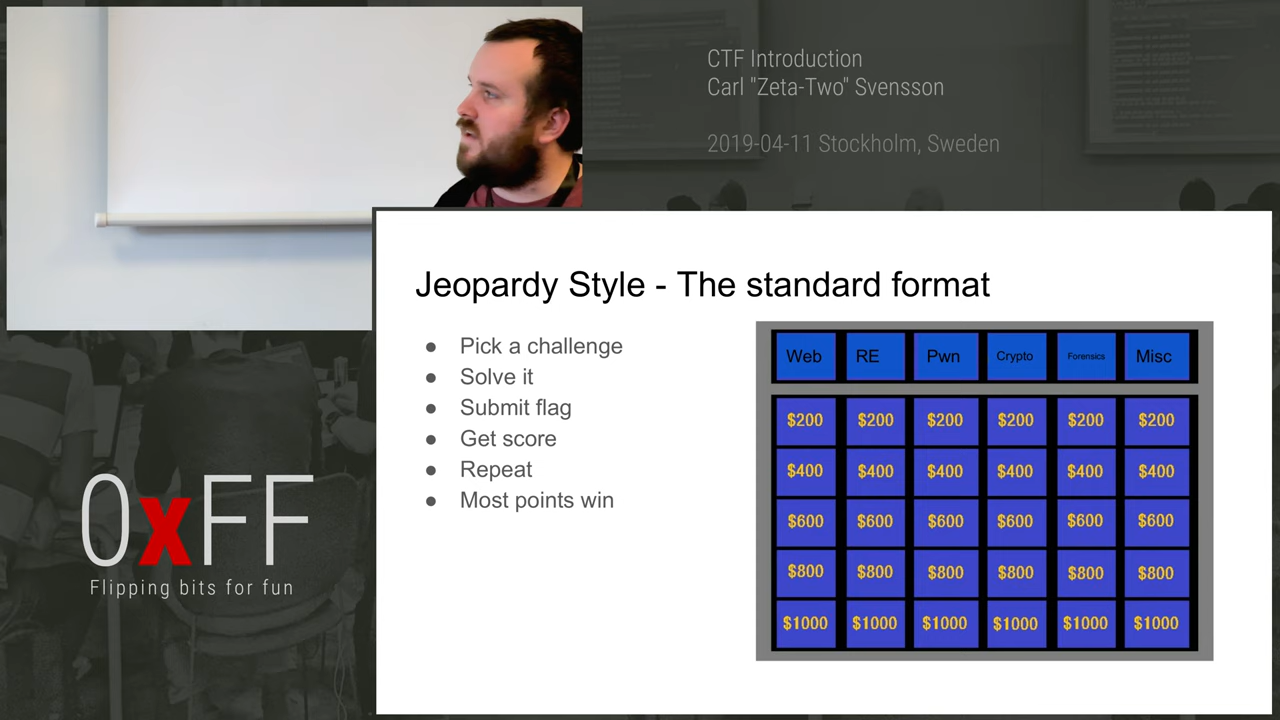 CTF Introduction
Carl "Zeta-Two" Svensson
2019-04-11 Stockholm, Sweden
Jeopardy Style - The standard format
● Pick a challenge
● Solve it
● Submit flag
● Get score
● Repeat
● Most points win
Web RE Pwn Crypto Forensics Misc
$200 $200 $200 $200 $200 $200
$400 $400 $400 $400 $400 $400
$600 $600 $600 $600 $600 $600
$800 $800 $800 $800 $800 $800
$1000 $1000 $1000 $1000 $1000 $1000
0xFF
Flipping bits for fun